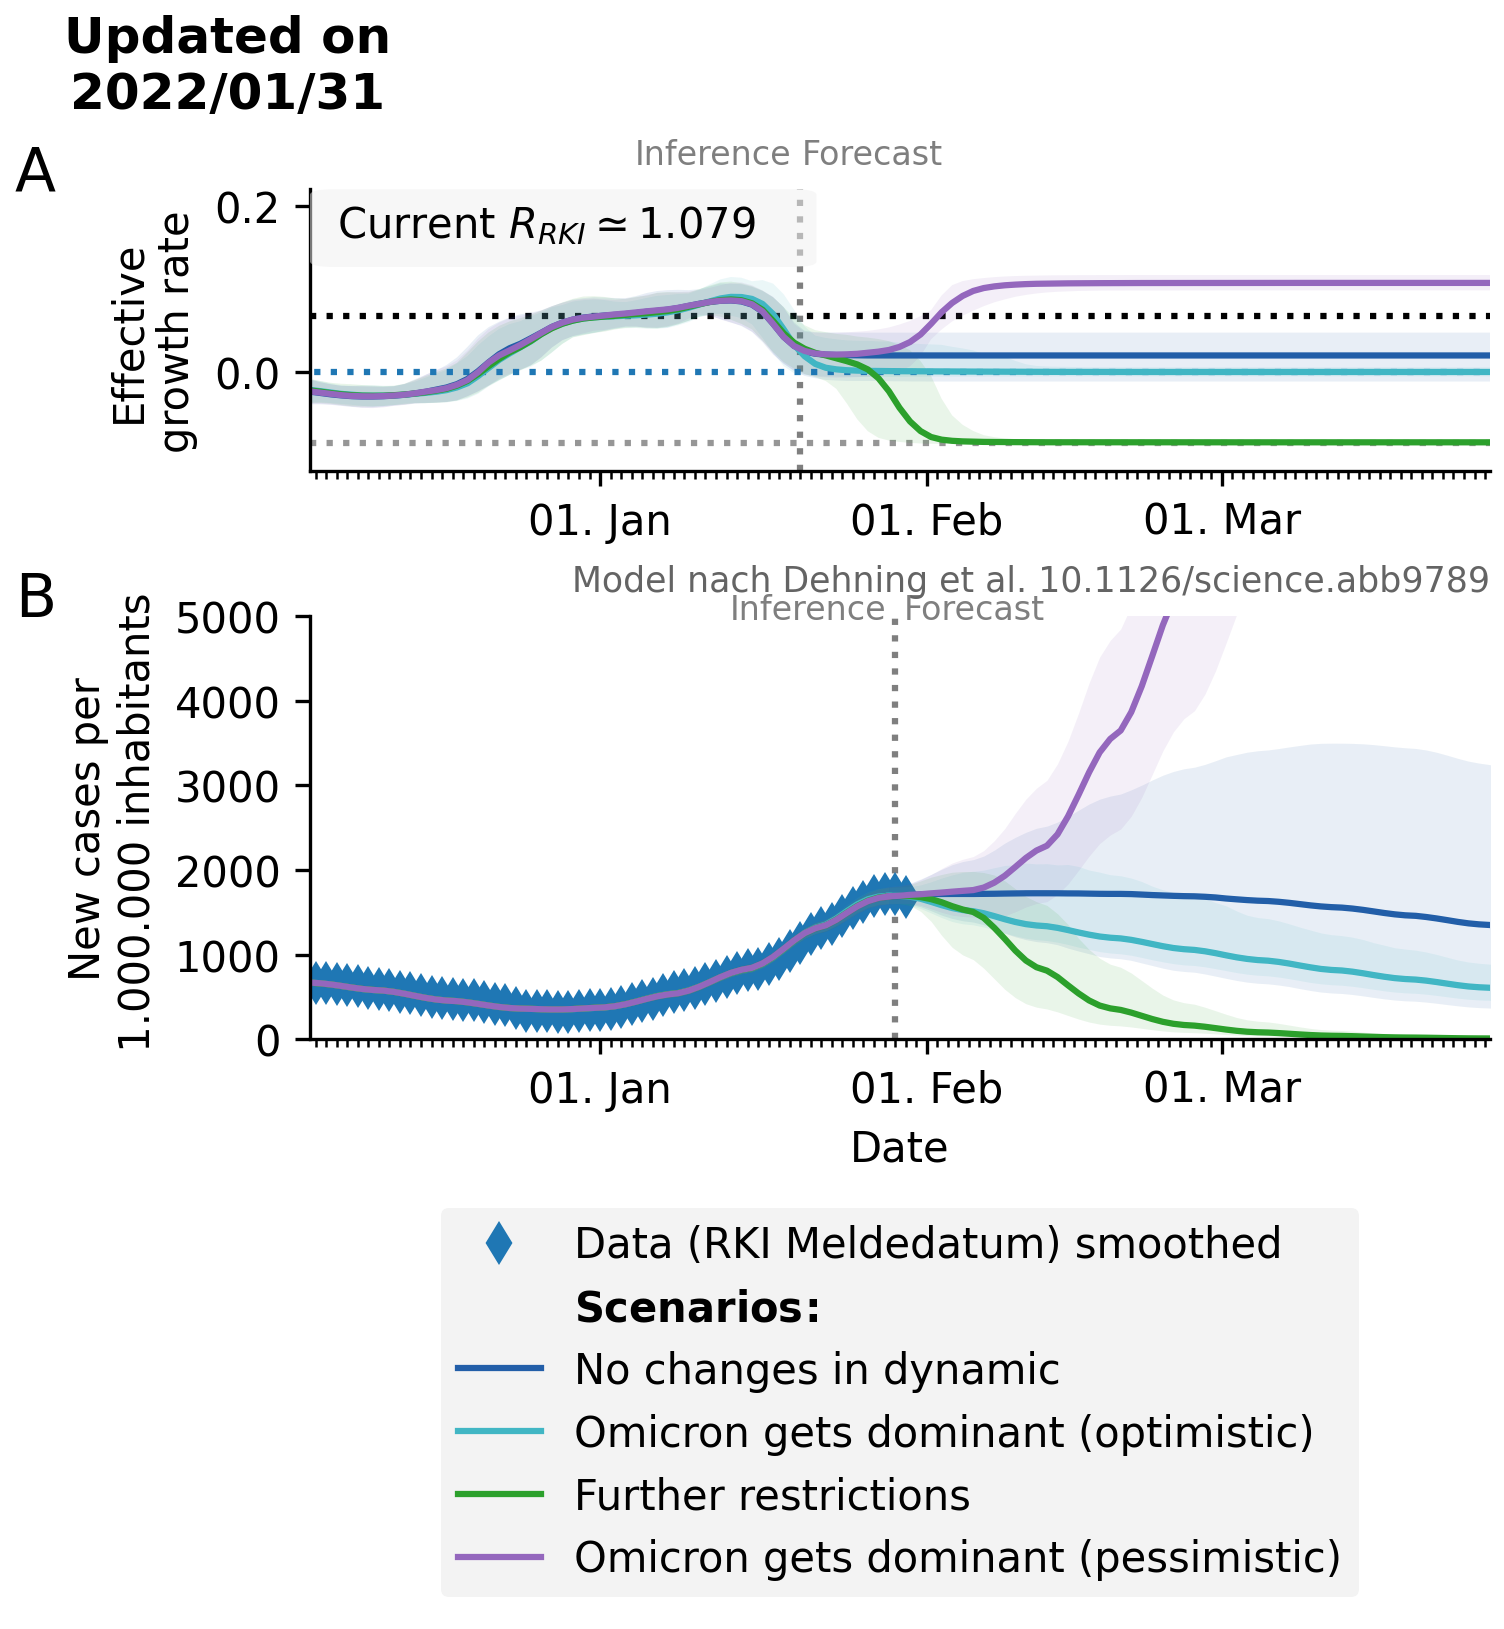 Updated on
2022/01/31
A
Inference Forecast
Current R_RKI ≃ 1.079
Effective
growth rate
0.2
0.0
01. Jan
01. Feb
01. Mar
B
Model nach Dehning et al. 10.1126/science.abb9789
Inference Forecast
New cases per
1.000.000 inhabitants
5000
4000
3000
2000
1000
0
01. Jan
01. Feb
01. Mar
Date
Data (RKI Meldedatum) smoothed
Scenarios:
No changes in dynamic
Omicron gets dominant (optimistic)
Further restrictions
Omicron gets dominant (pessimistic)